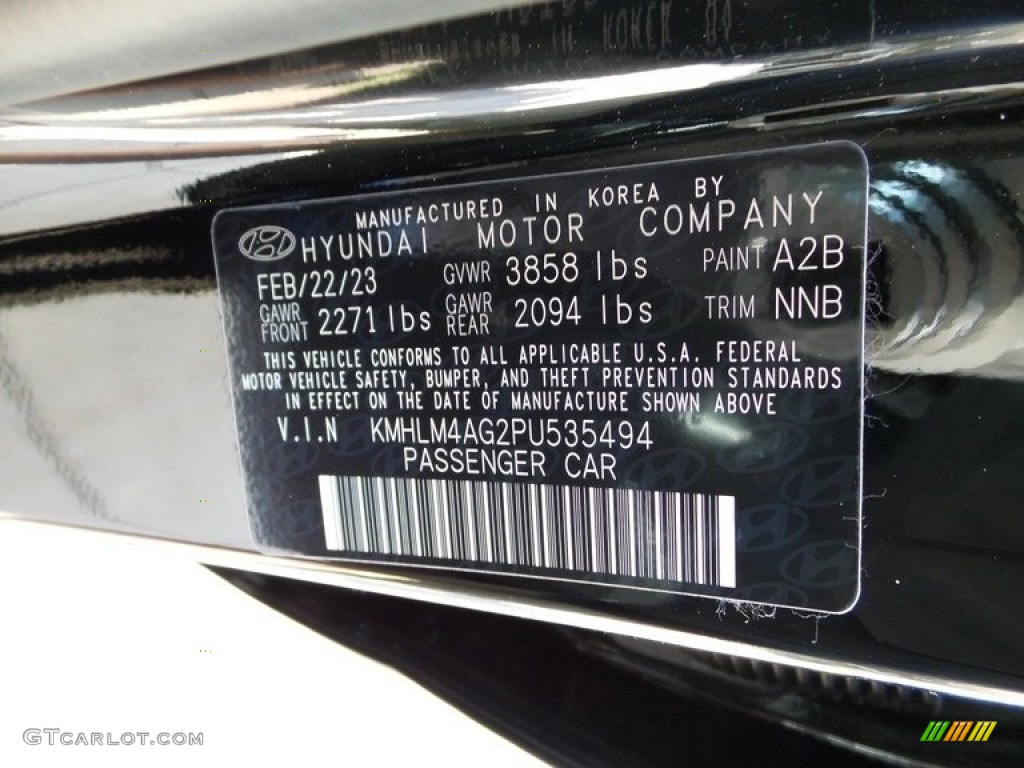 MANUFACTURED IN KOREA BY
HYUNDAI MOTOR COMPANY
FEB/22/23 GVWR 3858 lbs PAINT A2B
GAWR FRONT 2271 lbs GAWR REAR 2094 lbs TRIM NNB
THIS VEHICLE CONFORMS TO ALL APPLICABLE U.S.A. FEDERAL
MOTOR VEHICLE SAFETY, BUMPER, AND THEFT PREVENTION STANDARDS
IN EFFECT ON THE DATE OF MANUFACTURE SHOWN ABOVE
V.I.N KMHLM4AG2PU535494
PASSENGER CAR
GTCARLOT.COM